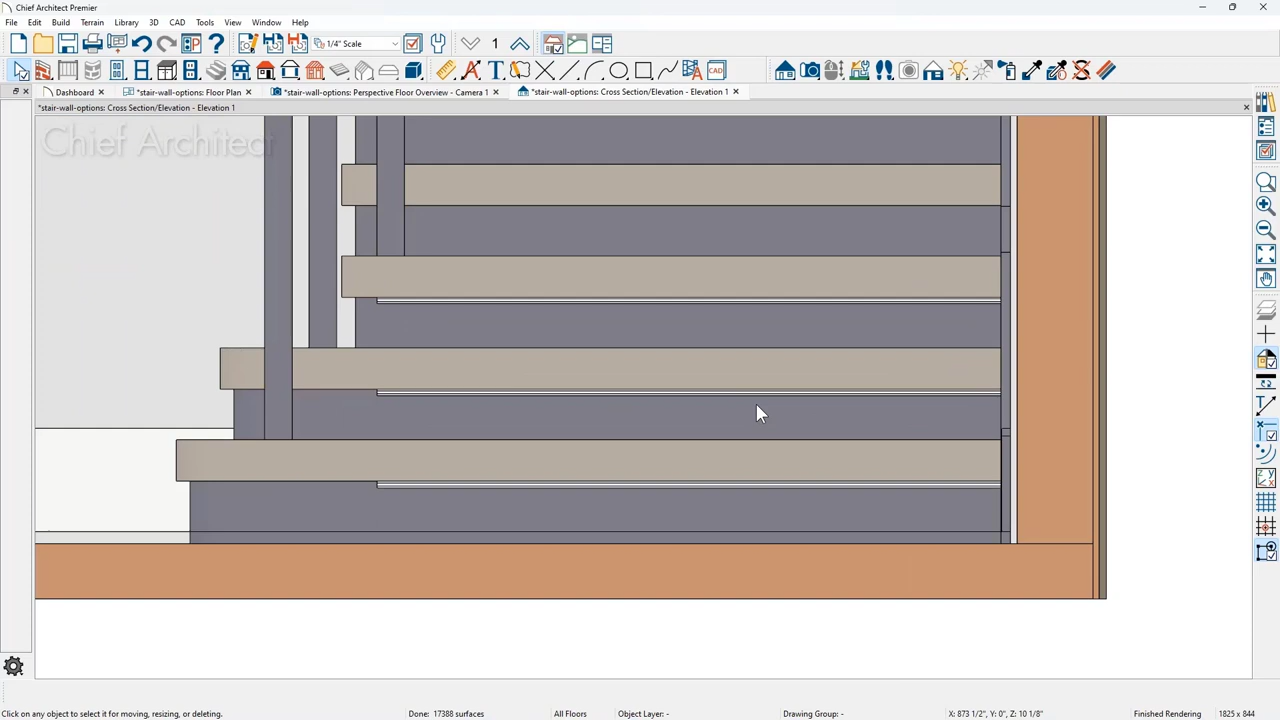 Chief Architect Premier
File Edit Build Terrain Library 3D CAD Tools View Window Help
1/4" Scale 1
CAD
Dashboard *stair-wall-options: Floor Plan *stair-wall-options: Perspective Floor Overview - Camera 1 *stair-wall-options: Cross Section/Elevation - Elevation 1
*stair-wall-options: Cross Section/Elevation - Elevation 1
Chief Architect
Click on any object to select it for moving, resizing, or deleting. Done: 17388 surfaces All Floors Object Layer: - Drawing Group: - X: 873 1/2", Y: 0", Z: 10 1/8" Finished Rendering 1825 x 844